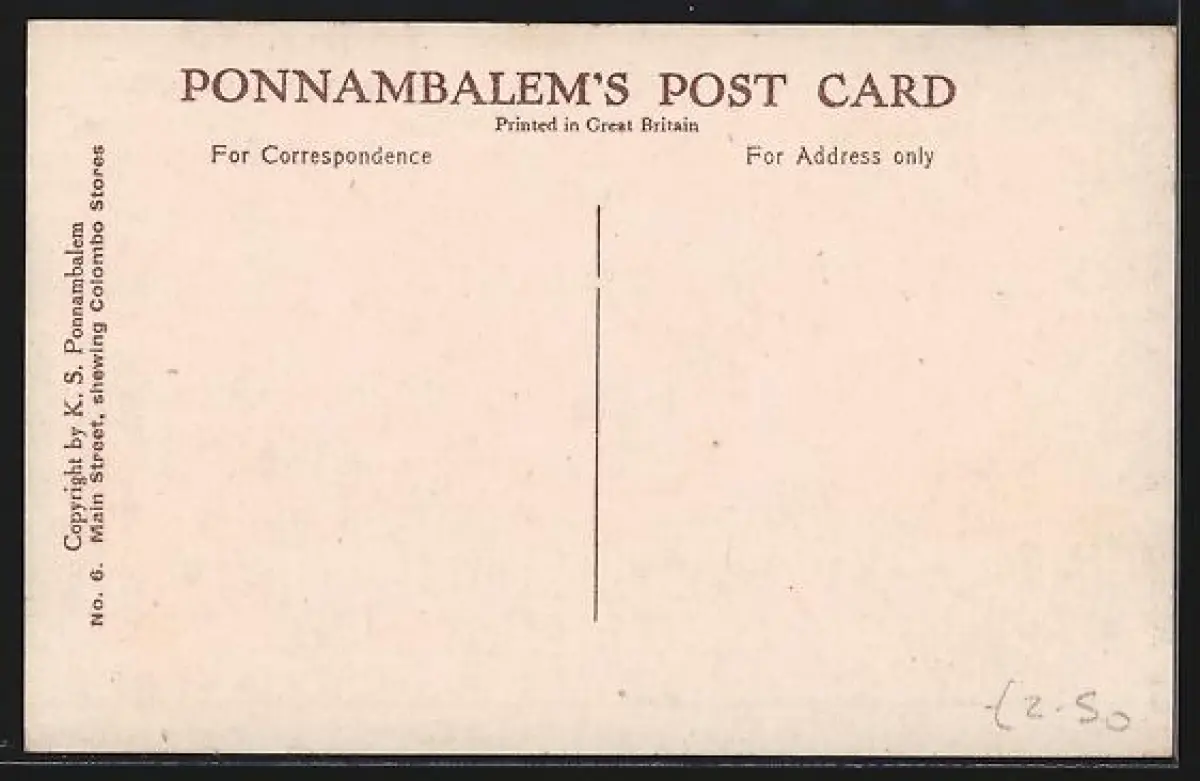 PONNAMBALEM'S POST CARD
Printed in Great Britain
For Correspondence
For Address only
Copyright by K. S. Ponnambalem
No. 6. Main Street, shewing Colombo Stores
2-50